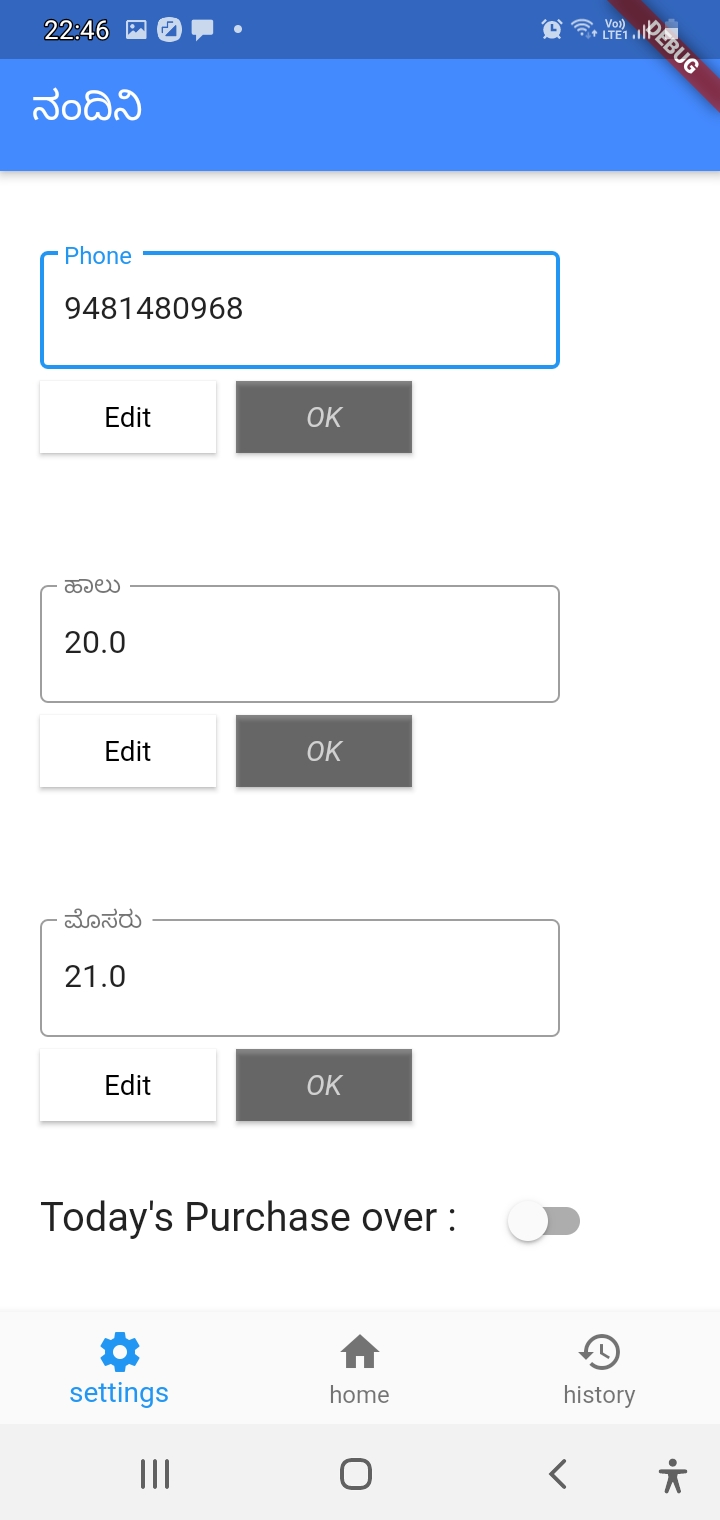 22:46
Vo)) LTE1
DEBUG
ನಂದಿನಿ
Phone
9481480968
Edit OK
ಹಾಲು
20.0
Edit OK
ಮೊಸರು
21.0
Edit OK
Today's Purchase over :
settings home history